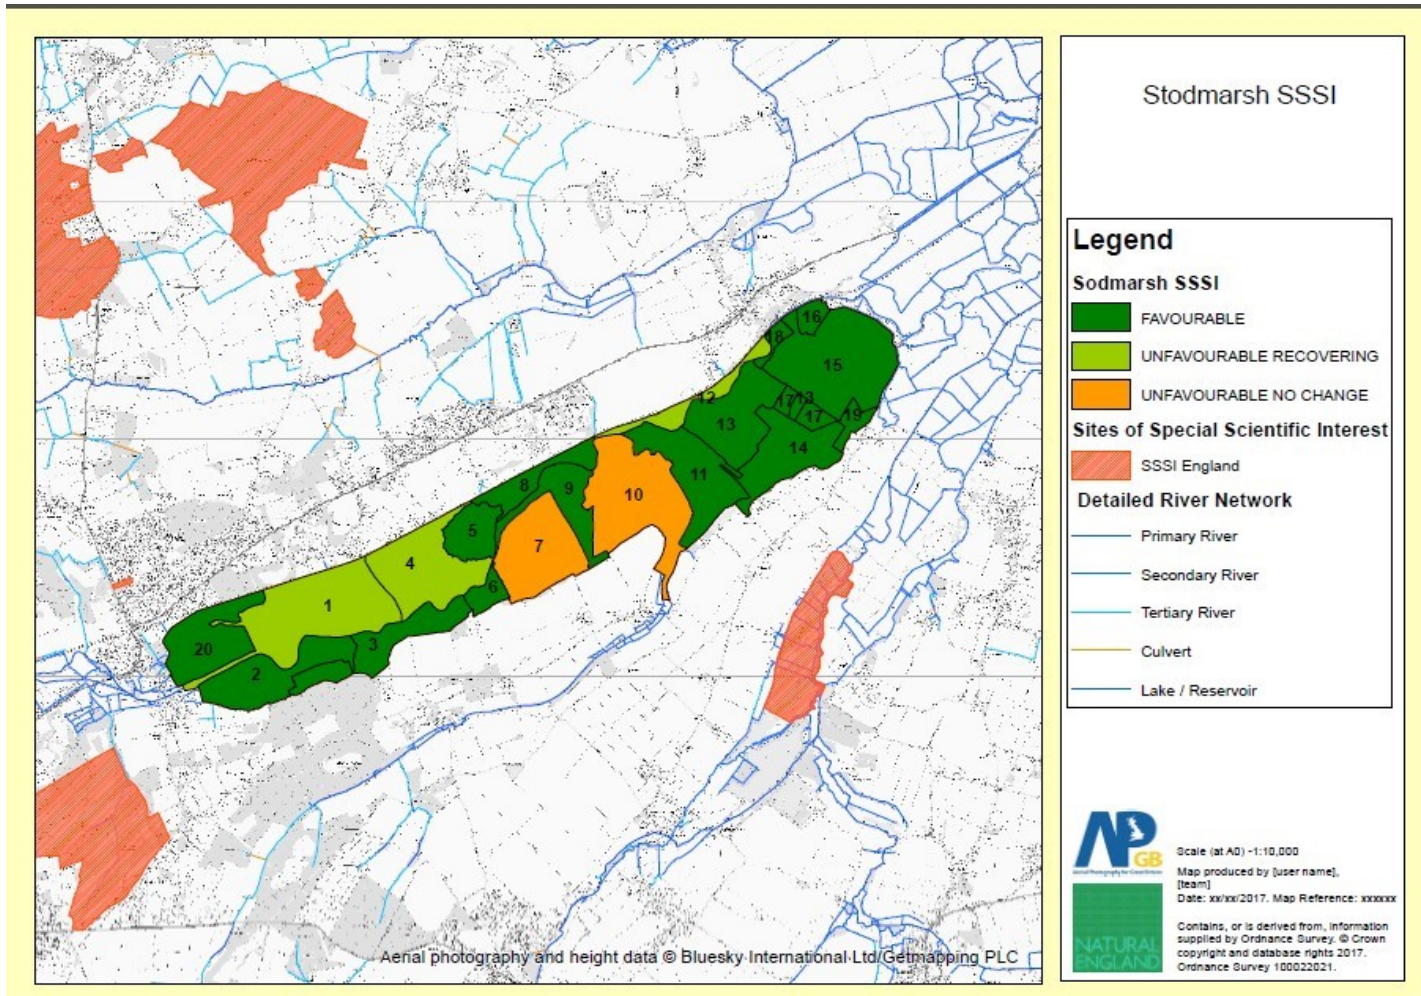 Stodmarsh SSSI
Legend
Sodmarsh SSSI
FAVOURABLE
UNFAVOURABLE RECOVERING
UNFAVOURABLE NO CHANGE
Sites of Special Scientific Interest
SSSI England
Detailed River Network
Primary River
Secondary River
Tertiary River
Culvert
Lake / Reservoir
16
18
15
12
17
13
13
17
19
14
11
8
9
10
5
7
4
6
1
3
20
2
Aerial photography and height data © Bluesky International Ltd/Getmapping PLC
AP
GB
Scale (at A0) -1:10,000
Map produced by [user name],
[team]
Date: xx/xx/2017. Map Reference: xxxxxx
Contains, or is derived from, information
supplied by Ordnance Survey. © Crown
copyright and database rights 2017.
Ordnance Survey 100022021.
NATURAL
ENGLAND